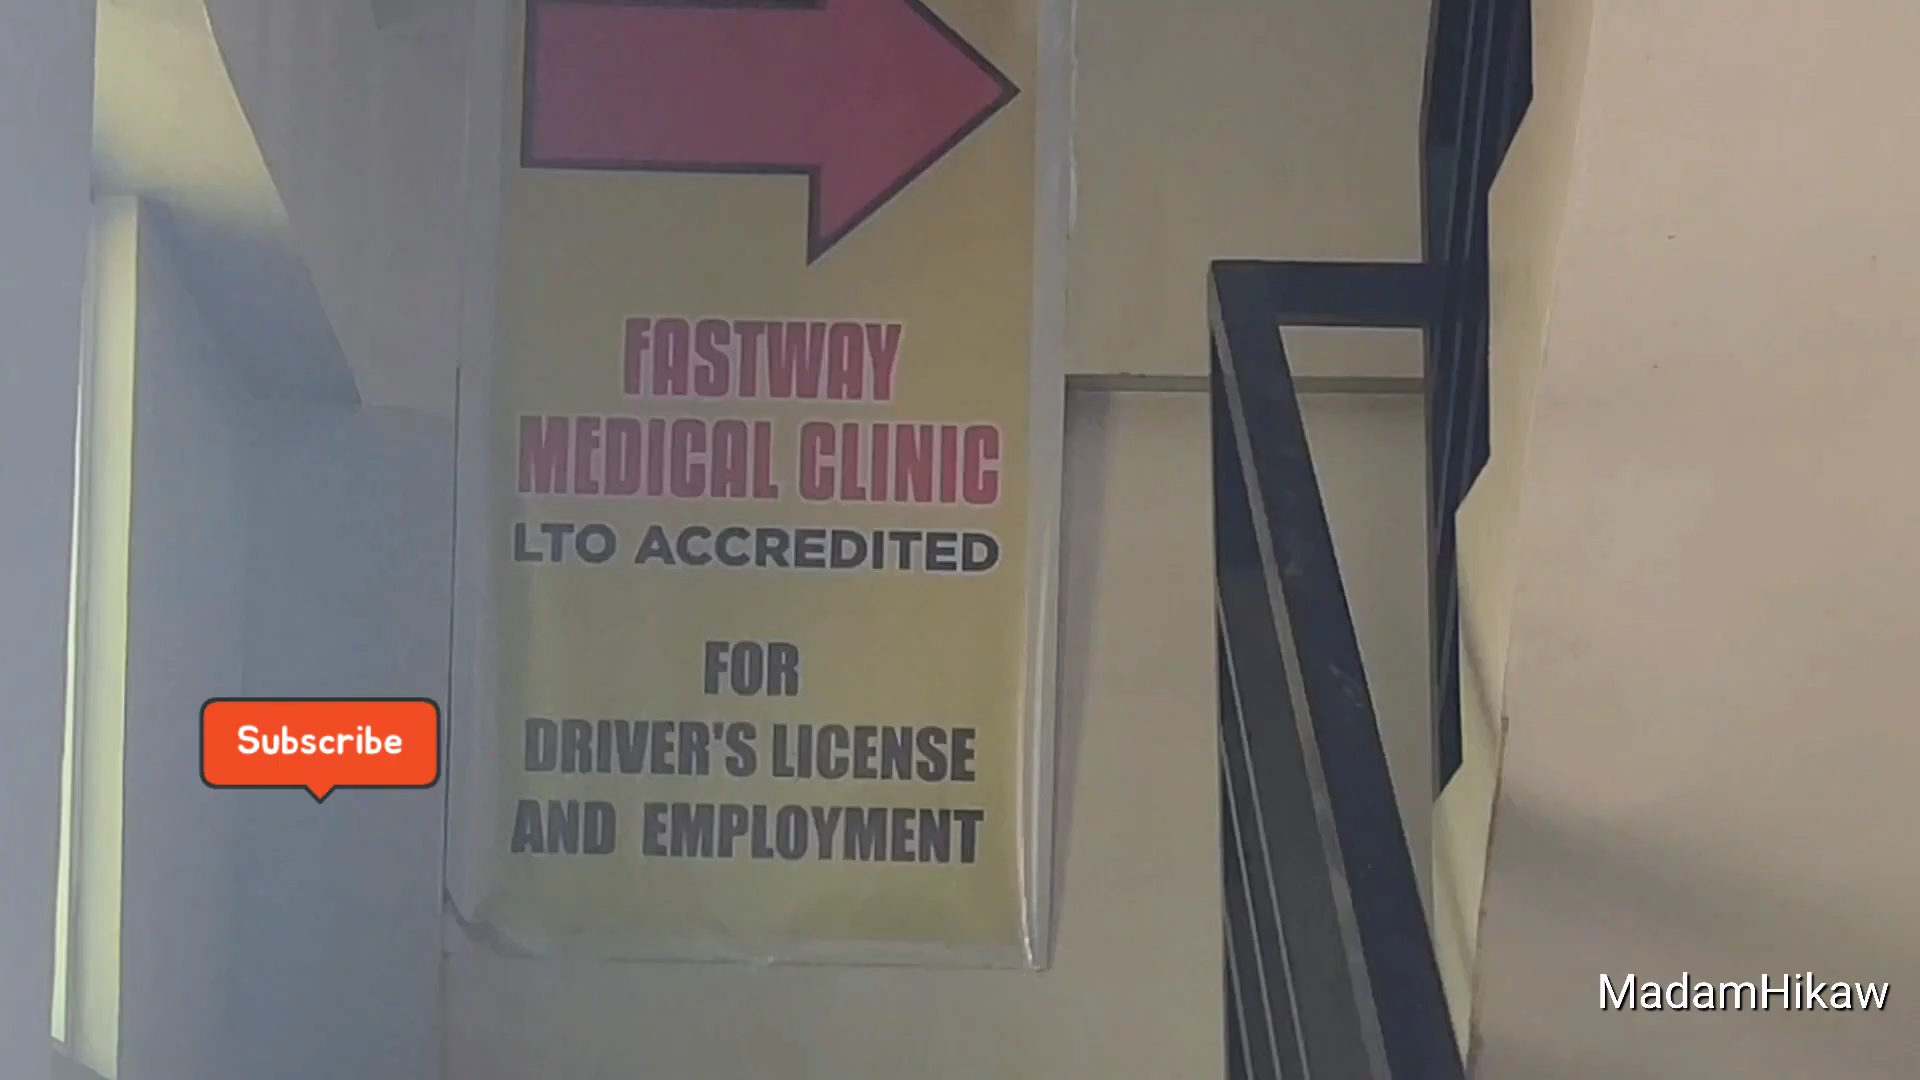 FASTWAY
MEDICAL CLINIC
LTO ACCREDITED
FOR
DRIVER'S LICENSE
AND EMPLOYMENT
Subscribe
MadamHikaw